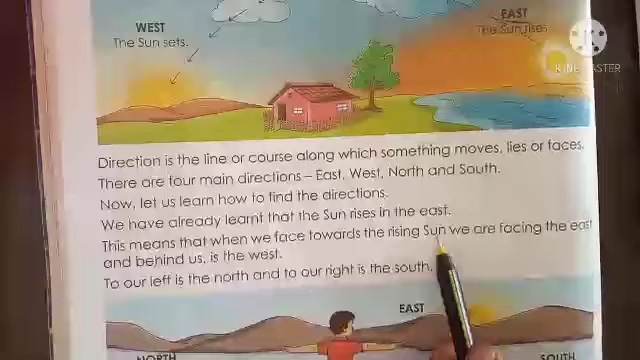 WEST
The Sun sets.
EAST
The Sun rises
KINEMASTER
Direction is the line or course along which something moves, lies or faces.
There are four main directions – East, West, North and South.
Now, let us learn how to find the directions.
We have already learnt that the Sun rises in the east.
This means that when we face towards the rising Sun we are facing the east
and behind us, is the west.
To our left is the north and to our right is the south.
EAST
NORTH
SOUTH